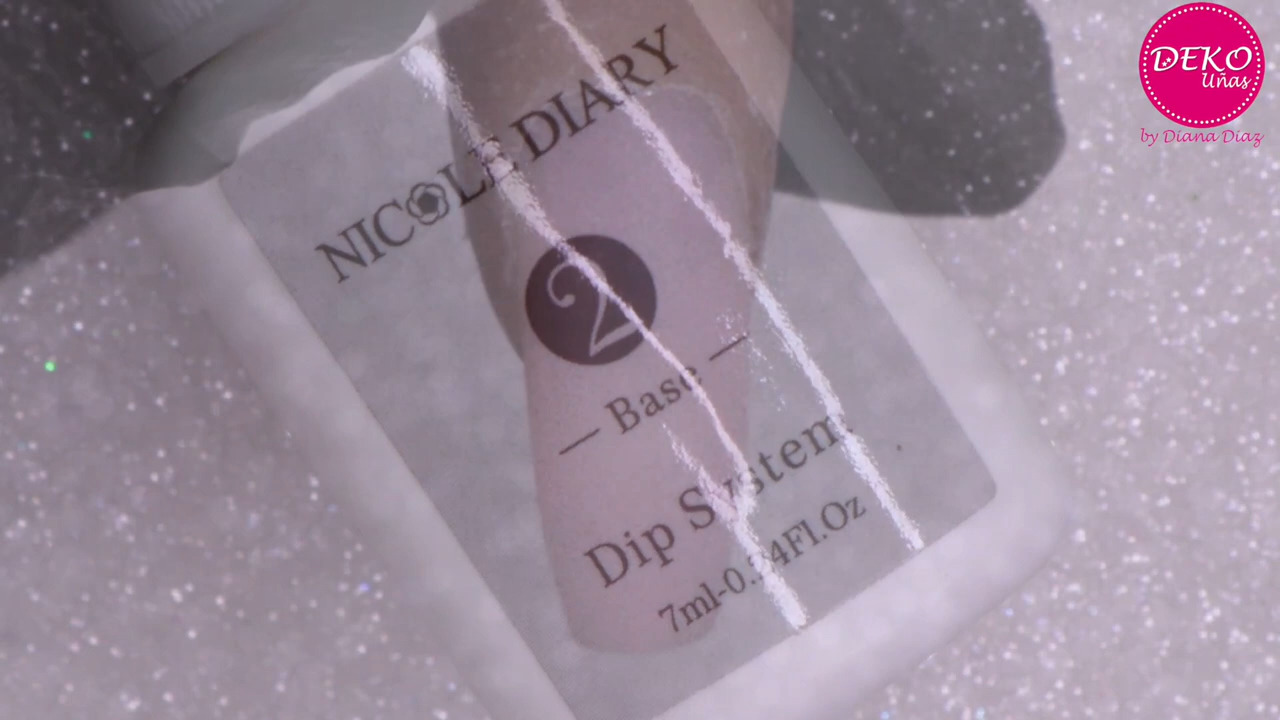 NICOLE DIARY
2
Base
Dip System
7ml-0.24Fl.Oz
DEKO
Uñas
by Diana Diaz